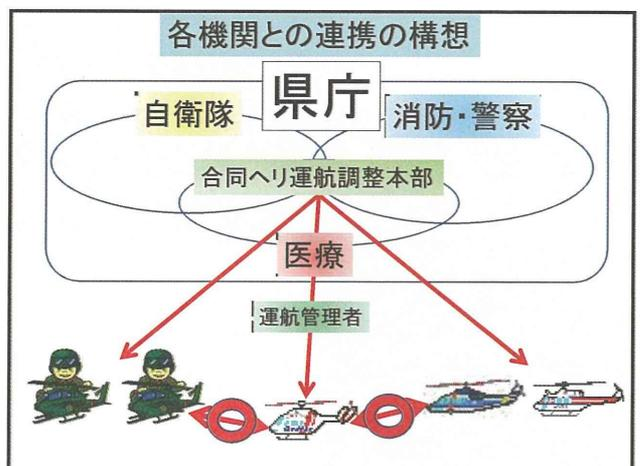 各機関との連携の構想
県庁
自衛隊
消防・警察
合同ヘリ運航調整本部
医療
運航管理者